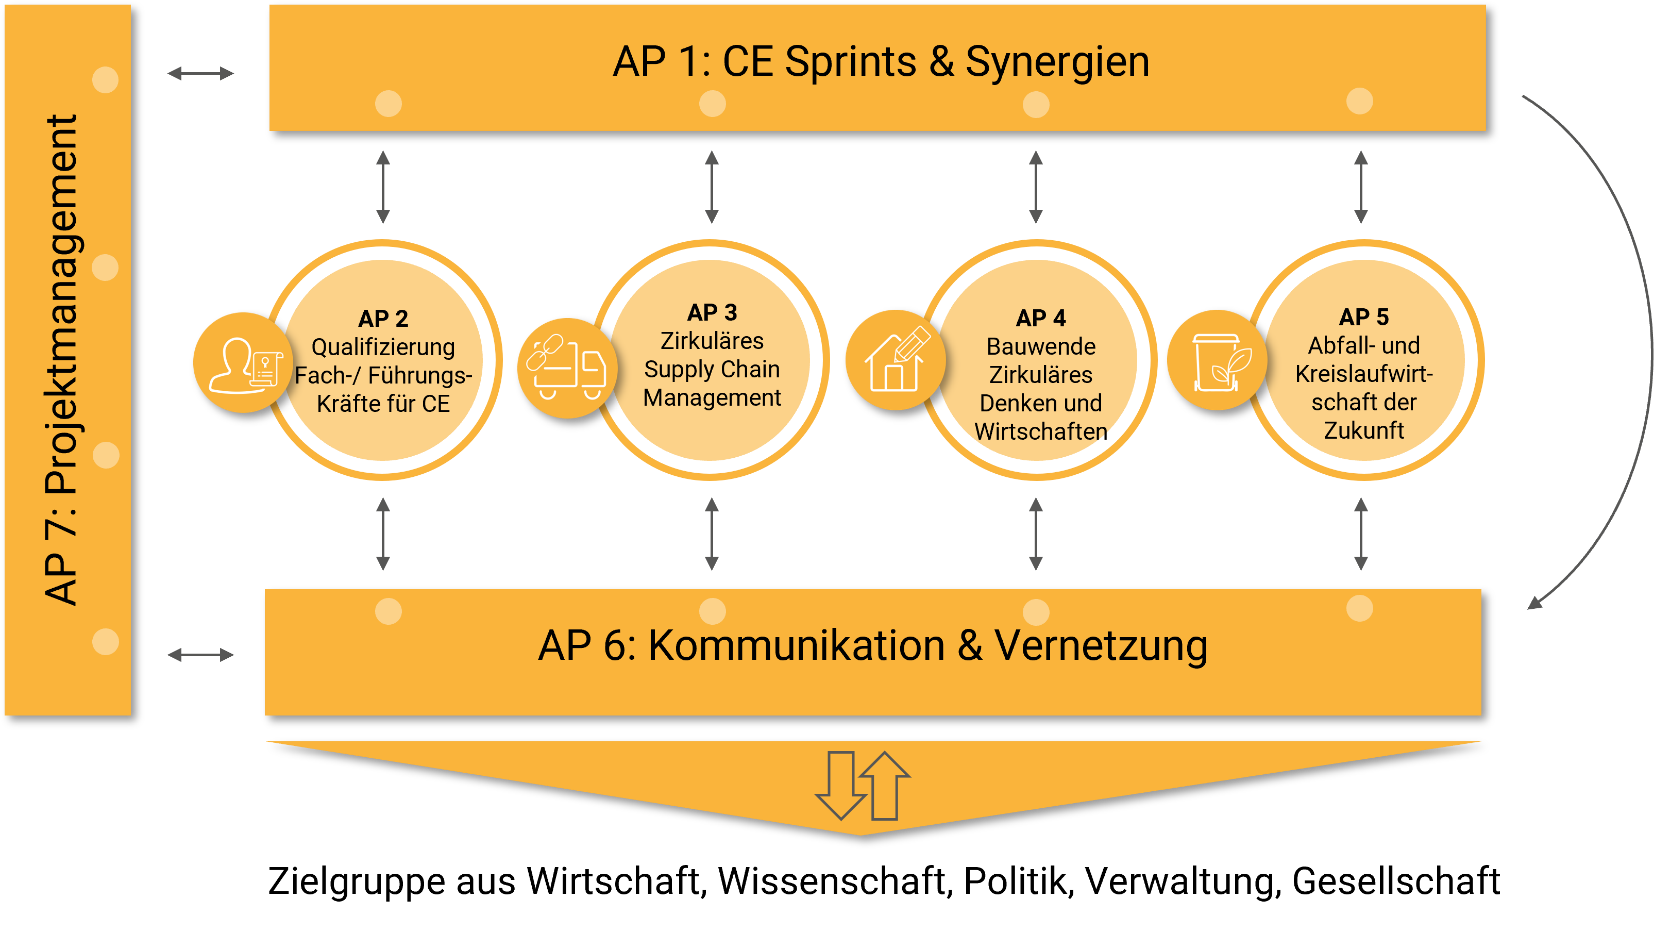 AP 7: Projektmanagement
AP 1: CE Sprints & Synergien
AP 2
Qualifizierung
Fach-/ Führungs-
Kräfte für CE
AP 3
Zirkuläres
Supply Chain
Management
AP 4
Bauwende
Zirkuläres
Denken und
Wirtschaften
AP 5
Abfall- und
Kreislaufwirt-
schaft der
Zukunft
AP 6: Kommunikation & Vernetzung
Zielgruppe aus Wirtschaft, Wissenschaft, Politik, Verwaltung, Gesellschaft